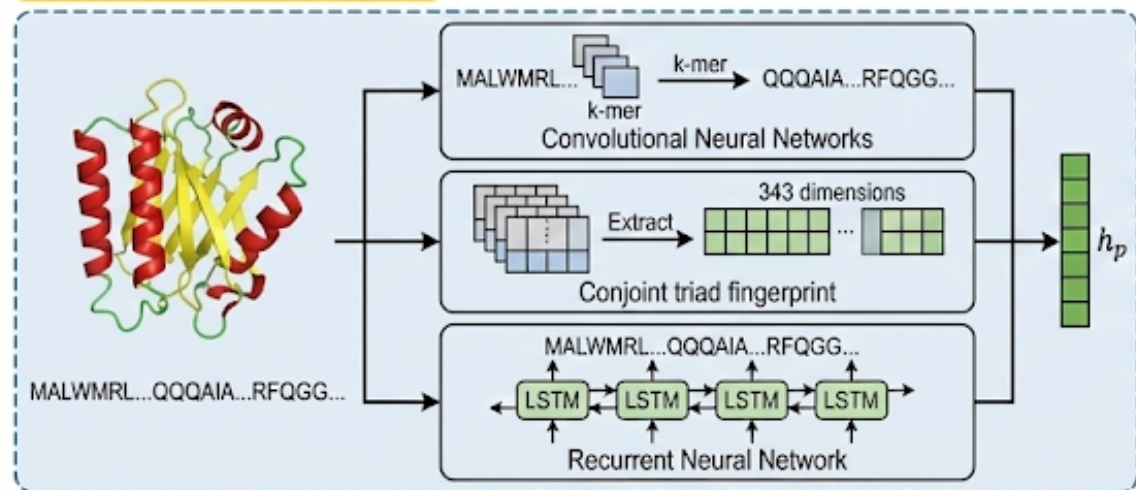 MALWMRL...QQQAIA...RFQGG...
MALWMRL...
k-mer
k-mer
QQQAIA...RFQGG...
Convolutional Neural Networks
343 dimensions
Extract
...
Conjoint triad fingerprint
MALWMRL...QQQAIA...RFQGG...
LSTM LSTM LSTM LSTM
Recurrent Neural Network
h_p